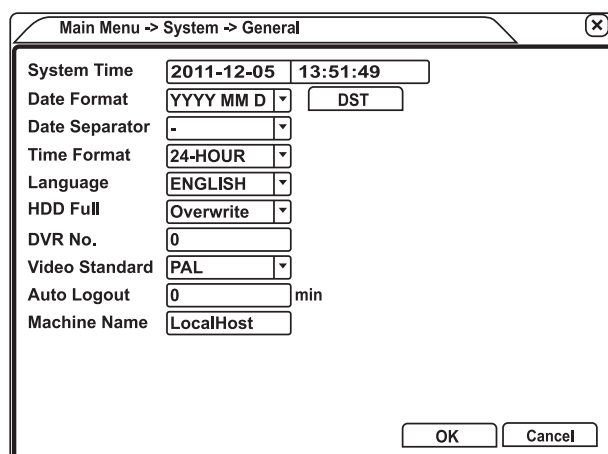 Main Menu -> System -> General
System Time 2011-12-05 13:51:49
Date Format YYYY MM D DST
Date Separator -
Time Format 24-HOUR
Language ENGLISH
HDD Full Overwrite
DVR No. 0
Video Standard PAL
Auto Logout 0 min
Machine Name LocalHost
OK Cancel